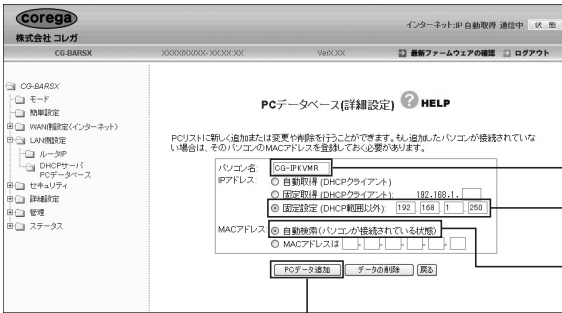 corega
株式会社 コレガ
インターネット:IP 自動取得 通信中 状 態
CG-BARSX XXXXXXXXX-XX:XX:XX VerX.XX 最新ファームウェアの確認 ログアウト
CG-BARSX
モード
簡単設定
WAN側設定(インターネット)
LAN側設定
ルータIP
DHCPサーバ
PCデータベース
セキュリティ
詳細設定
管理
ステータス
PCデータベース(詳細設定) ? HELP
PCリストに新しく追加または変更や削除を行うことができます。もし追加したパソコンが接続されていな
い場合は、そのパソコンのMACアドレスを登録しておく必要があります。
パソコン名: CG-IPKVMR
IPアドレス: 自動取得 (DHCPクライアント)
固定取得 (DHCPクライアント): 192.168.1.
固定設定 (DHCP範囲以外): 192 . 168 . 1 . 250
MACアドレス: 自動検索(パソコンが接続されている状態)
MACアドレスは - - - - -
PCデータ追加 データの削除 戻る